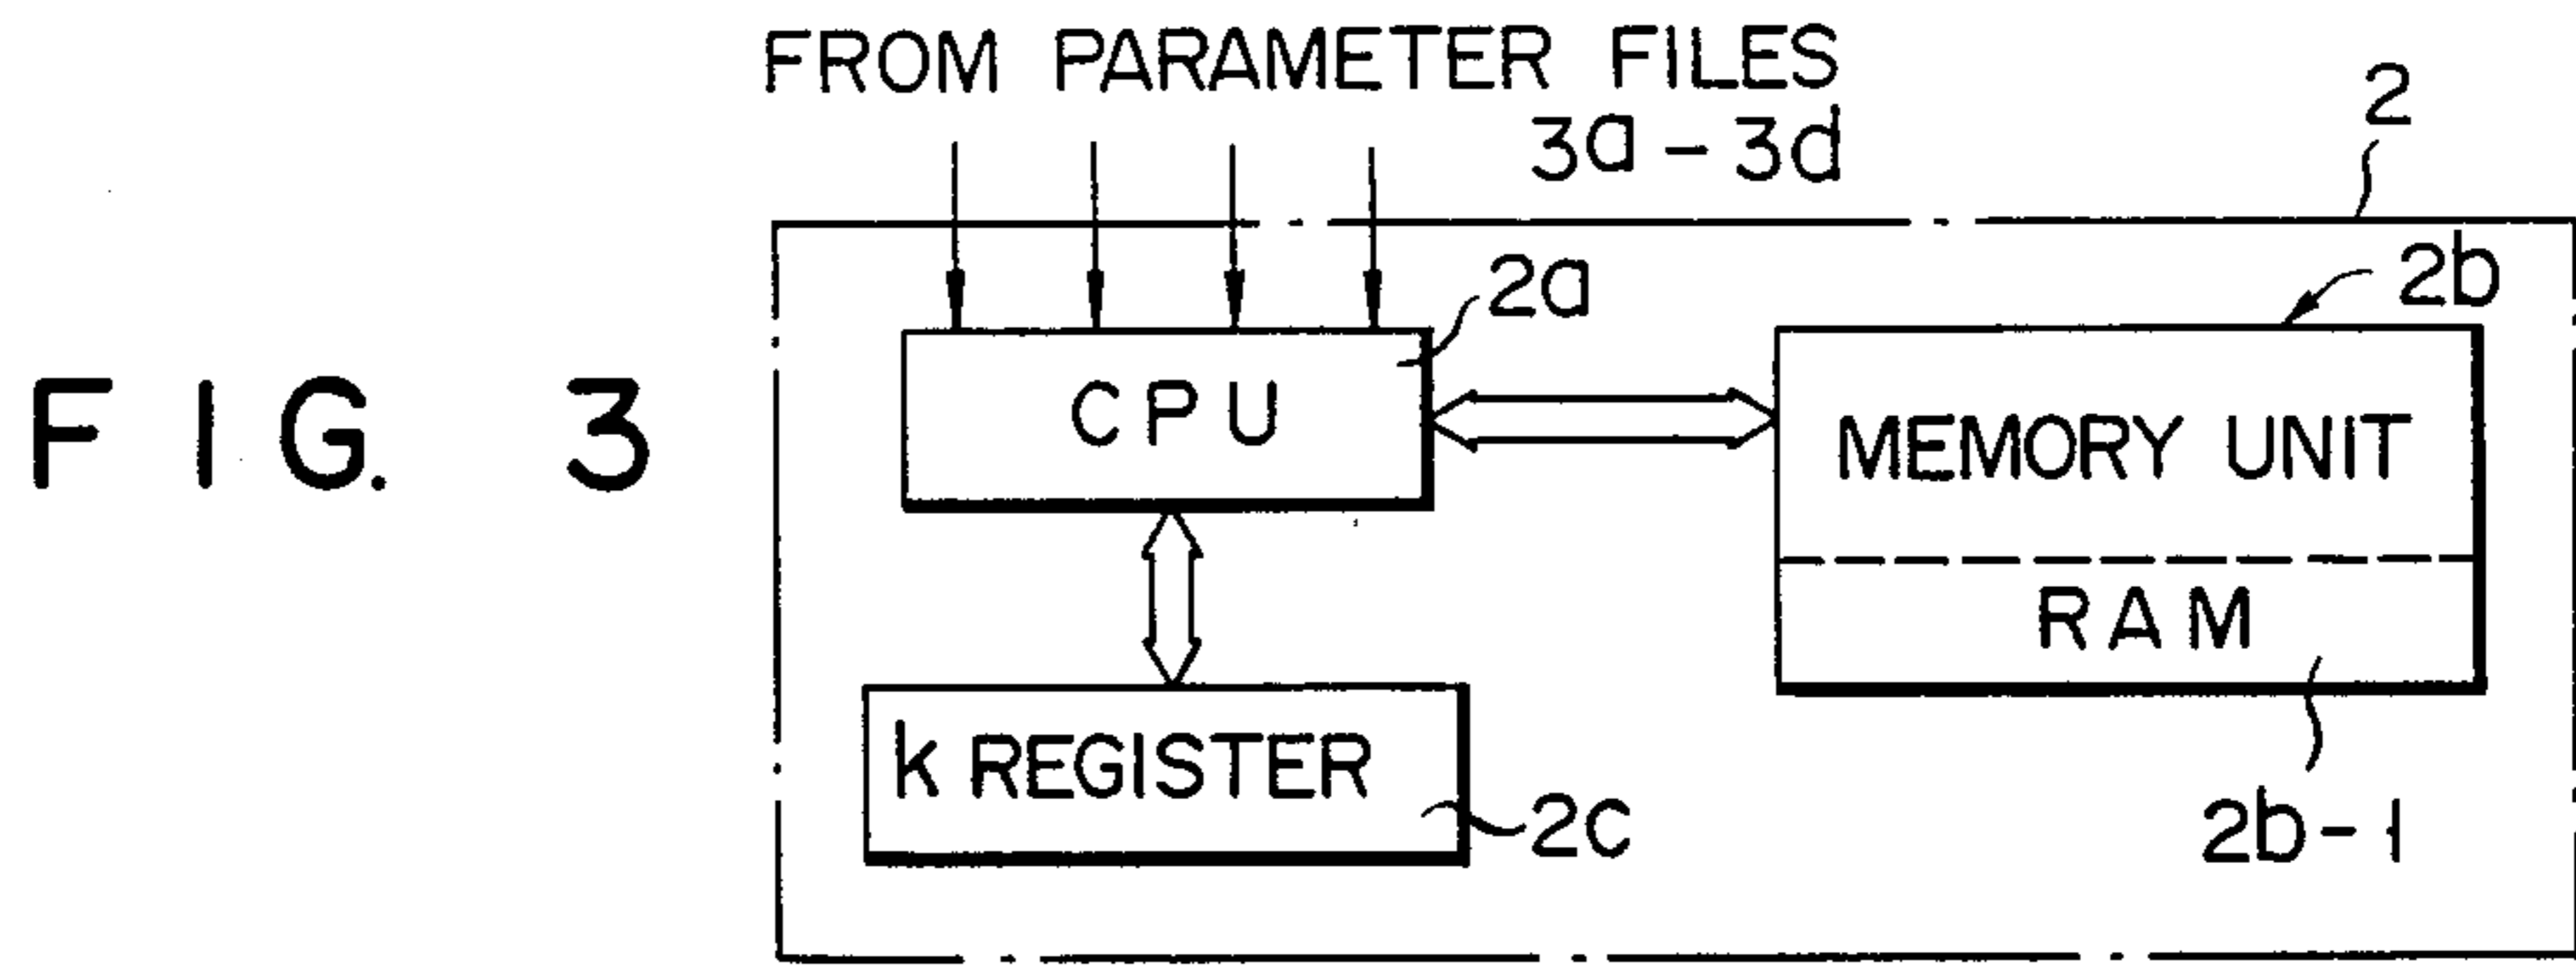 FROM PARAMETER FILES
3a - 3d
2
2a
2b
FIG. 3
CPU
MEMORY UNIT
RAM
k REGISTER
2c
2b-1